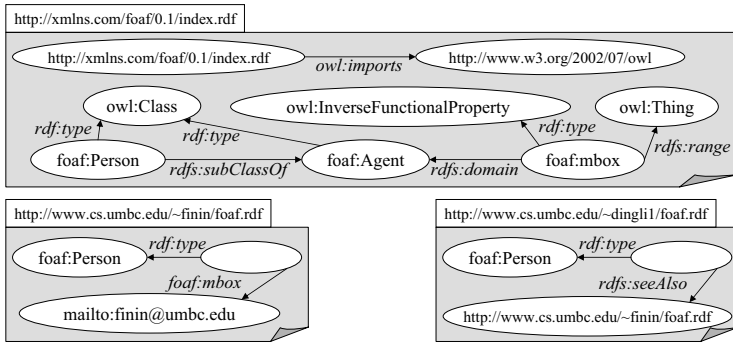 http://xmlns.com/foaf/0.1/index.rdf
http://xmlns.com/foaf/0.1/index.rdf
owl:imports
http://www.w3.org/2002/07/owl
owl:Class
owl:InverseFunctionalProperty
owl:Thing
rdf:type
rdf:type
rdf:type
rdfs:range
foaf:Person
rdfs:subClassOf
foaf:Agent
rdfs:domain
foaf:mbox
http://www.cs.umbc.edu/~finin/foaf.rdf
foaf:Person
rdf:type
foaf:mbox
mailto:finin@umbc.edu
http://www.cs.umbc.edu/~dingli1/foaf.rdf
foaf:Person
rdf:type
rdfs:seeAlso
http://www.cs.umbc.edu/~finin/foaf.rdf